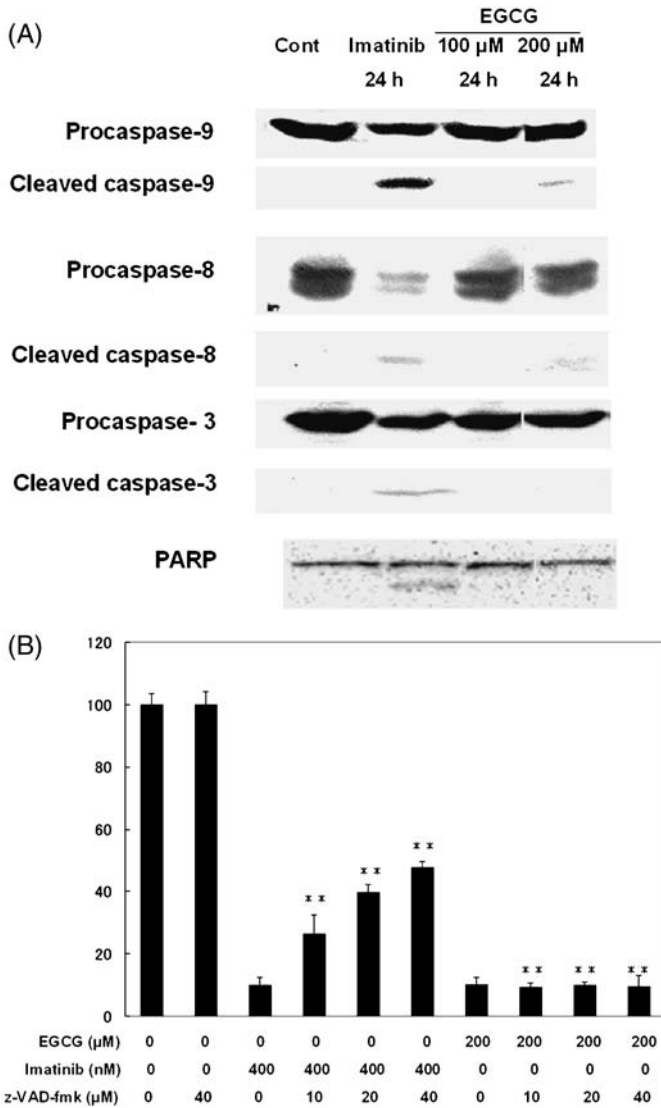 (A)
EGCG
Cont Imatinib 100 µM 200 µM
24 h 24 h 24 h
Procaspase-9
Cleaved caspase-9
Procaspase-8
Cleaved caspase-8
Procaspase- 3
Cleaved caspase-3
PARP
(B)
120
100
80
60
40
20
0
** ** ** ** ** **
EGCG (µM) 0 0 0 0 0 0 200 200 200 200
Imatinib (nM) 0 0 400 400 400 400 0 0 0 0
z-VAD-fmk (µM) 0 40 0 10 20 40 0 10 20 40